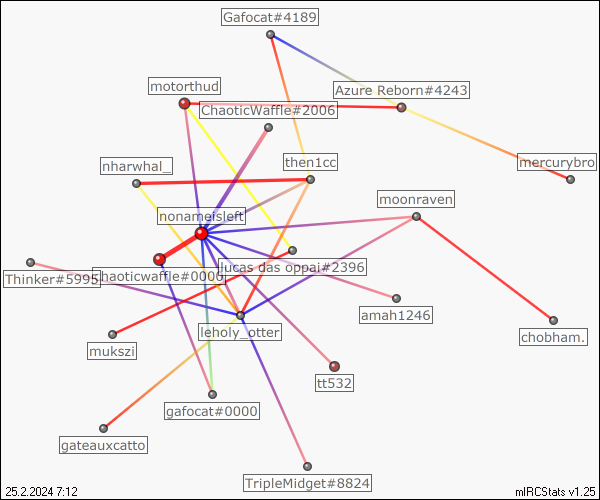 Gafocat#4189
motorthud
Azure Reborn#4243
ChaoticWaffle#2006
nharwhal_
then1cc
mercurybro
moonraven
nonameisleft
Thinker#5995
Chaoticwaffle#0000
lucas das oppai#2396
amah1246
leholy_otter
chobham.
mukszi
tt532
gafocat#0000
gateauxcatto
TripleMidget#8824
25.2.2024 7:12
mIRCStats v1.25